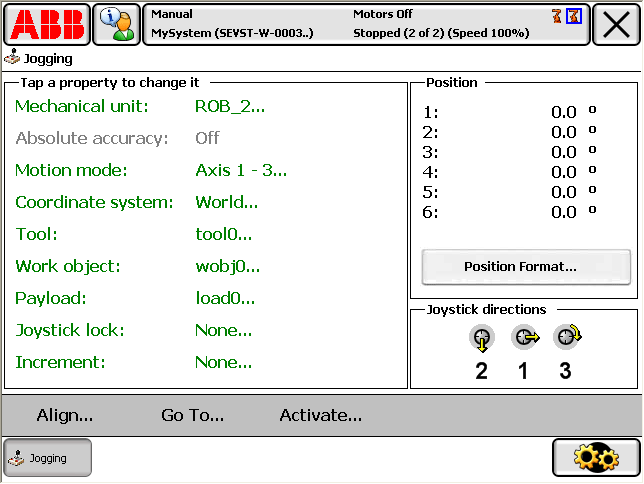 ABB
Manual
MySystem (SEVST-W-0003..)
Motors Off
Stopped (2 of 2) (Speed 100%)
Jogging
Tap a property to change it
Mechanical unit: ROB_2...
Absolute accuracy: Off
Motion mode: Axis 1 - 3...
Coordinate system: World...
Tool: tool0...
Work object: wobj0...
Payload: load0...
Joystick lock: None...
Increment: None...
Position
1: 0.0 º
2: 0.0 º
3: 0.0 º
4: 0.0 º
5: 0.0 º
6: 0.0 º
Position Format...
Joystick directions
2 1 3
Align... Go To... Activate...
Jogging